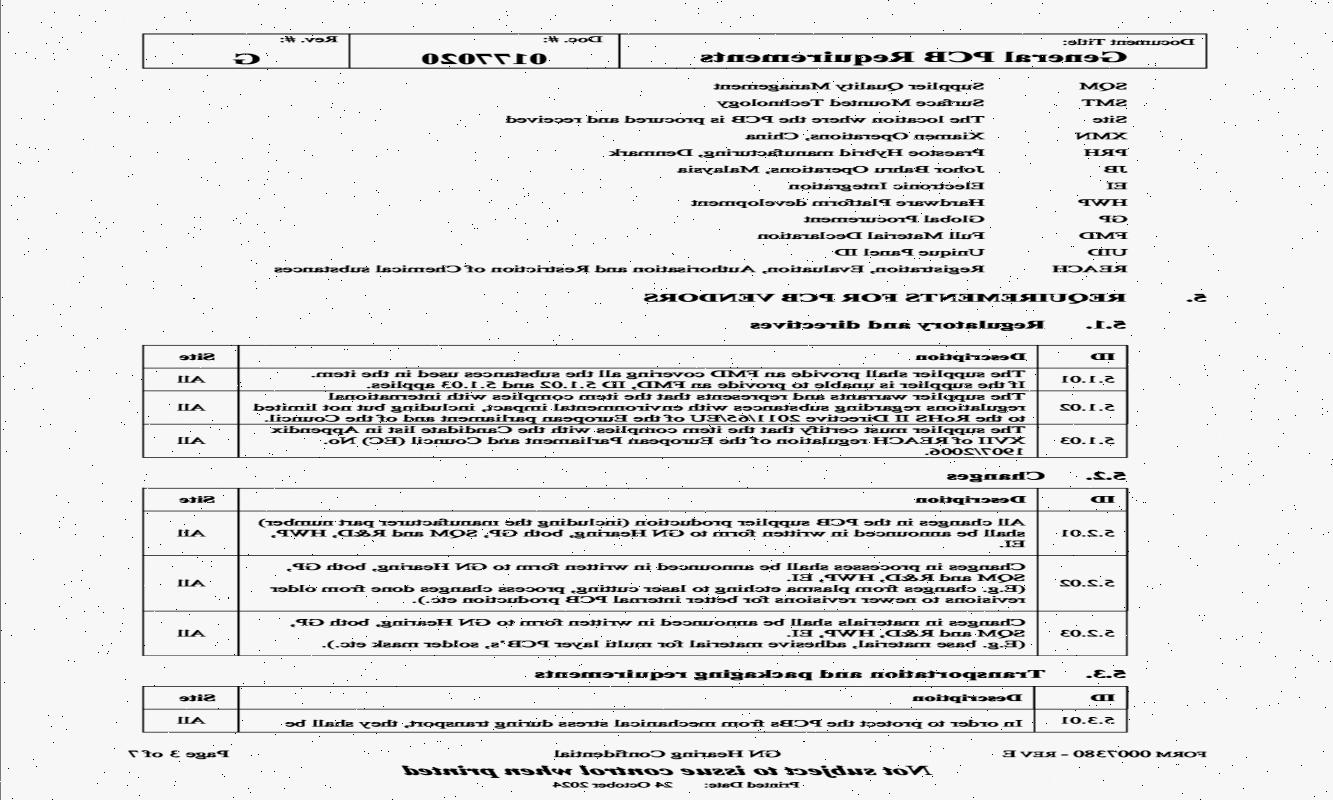 Document Title: Doc. #: Rev. #:
General PCB Requirements 0177020 G
SQM Supplier Quality Management
SMT Surface Mounted Technology
Site The location where the PCB is procured and received
XMN Xiamen Operations, China
PRH Praestoe Hybrid manufacturing, Denmark
JB Johor Bahru Operations, Malaysia
EI Electronic Integration
HWP Hardware Platform development
GP Global Procurement
FMD Full Material Declaration
UID Unique Panel ID
REACH Registration, Evaluation, Authorisation and Restriction of Chemical substances
5. REQUIREMENTS FOR PCB VENDORS
5.1. Regulatory and directives
ID Description Site
The supplier shall provide an FMD covering all the substances used in the item.
5.1.01 If the supplier is unable to provide an FMD, ID 5.1.02 and 5.1.03 applies. All
The supplier warrants and represents that the item complies with international
5.1.02 regulations regarding substances with environmental impact, including but not limited All
to the RoHS II Directive 2011/65/EU of the European parliament and of the Council.
The supplier must certify that the item complies with the Candidate list in Appendix
5.1.03 XVII of REACH regulation of the European Parliament and Council (EC) No. All
1907/2006.
5.2. Changes
ID Description Site
All changes in the PCB supplier production (including the manufacturer part number)
5.2.01 shall be announced in written form to GN Hearing, both GP, SQM and R&D, HWP, All
EI.
Changes in processes shall be announced in written form to GN Hearing, both GP,
5.2.02 SQM and R&D, HWP, EI. All
(E.g. changes from plasma etching to laser cutting, process changes done from older
revisions to newer revisions for better internal PCB production etc.).
Changes in materials shall be announced in written form to GN Hearing, both GP,
5.2.03 SQM and R&D, HWP, EI. All
(E.g. base material, adhesive material for multi layer PCB's, solder mask etc.).
5.3. Transportation and packaging requirements
ID Description Site
5.3.01 In order to protect the PCBs from mechanical stress during transport, they shall be All
FORM 0007380 - REV E GN Hearing Confidential Page 3 of 7
Not subject to issue control when printed
Printed Date: 24 October 2024